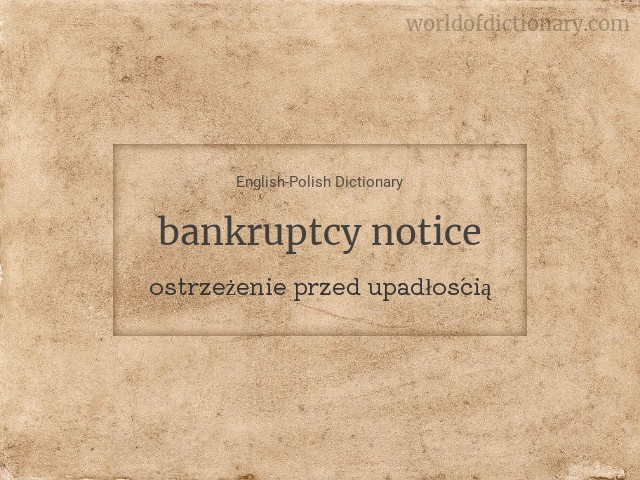 worldofdictionary.com
English-Polish Dictionary
bankruptcy notice
ostrzeżenie przed upadłością